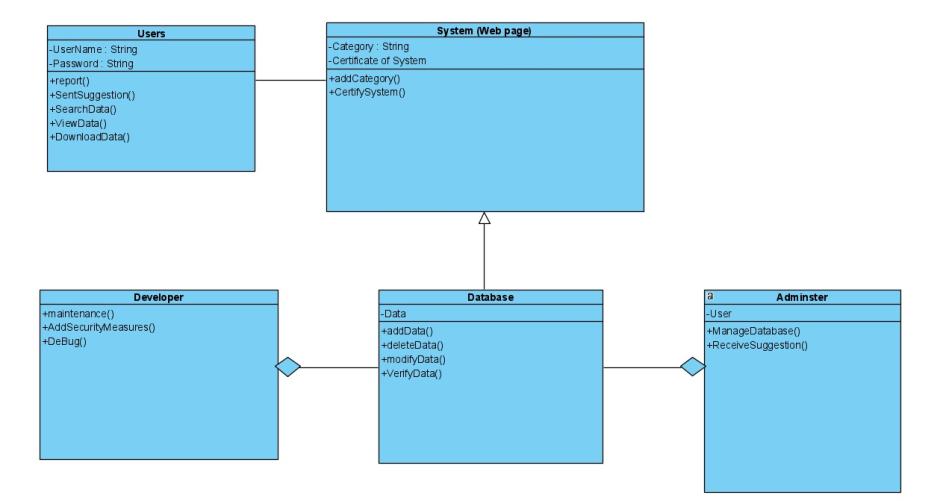 Users
-UserName : String
-Password : String
+report()
+SentSuggestion()
+SearchData()
+ViewData()
+DownloadData()
System (Web page)
-Category : String
-Certificate of System
+addCategory()
+CertifySystem()
Developer
+maintenance()
+AddSecurityMeasures()
+DeBug()
Database
-Data
+addData()
+deleteData()
+modifyData()
+VerifyData()
a
Adminster
-User
+ManageDatabase()
+ReceiveSuggestion()